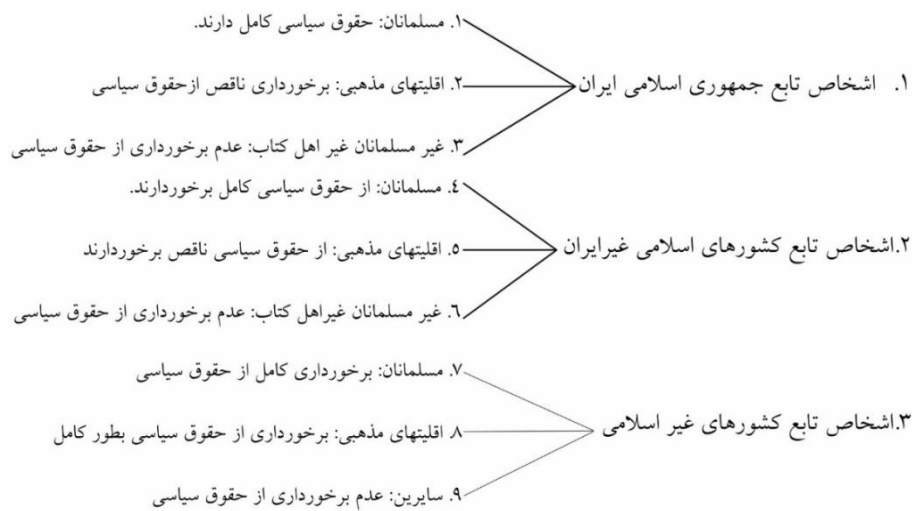 ۱. اشخاص تابع جمهوری اسلامی ایران
۱. مسلمانان: حقوق سیاسی کامل دارند.
۲. اقلیتهای مذهبی: برخورداری ناقص ازحقوق سیاسی
۳. غیر مسلمانان غیر اهل کتاب: عدم برخورداری از حقوق سیاسی
۲.اشخاص تابع کشورهای اسلامی غیرایران
٤. مسلمانان: از حقوق سیاسی کامل برخوردارند.
۵. اقلیتهای مذهبی: از حقوق سیاسی ناقص برخوردارند
٦. غیر مسلمانان غیراهل کتاب: عدم برخورداری از حقوق سیاسی
۳.اشخاص تابع کشورهای غیر اسلامی
۷. مسلمانان: برخورداری کامل از حقوق سیاسی
۸. اقلیتهای مذهبی: برخورداری از حقوق سیاسی بطور کامل
۹. سایرین: عدم برخورداری از حقوق سیاسی